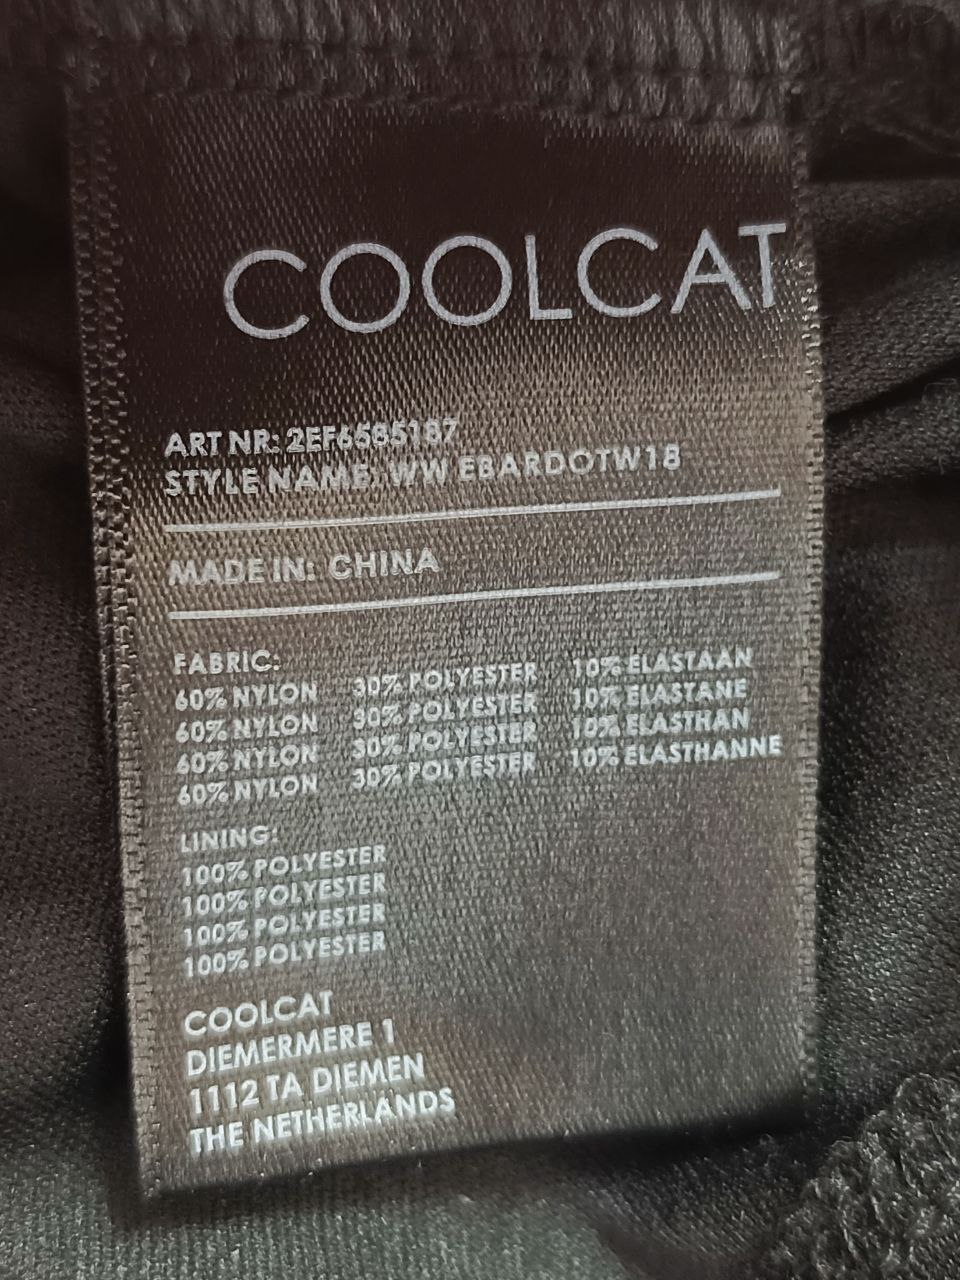 COOLCAT
ART NR: 2EF6585187
STYLE NAME: WW EBARDOTW18
MADE IN: CHINA
FABRIC:
60% NYLON 30% POLYESTER 10% ELASTAAN
60% NYLON 30% POLYESTER 10% ELASTANE
60% NYLON 30% POLYESTER 10% ELASTHAN
60% NYLON 30% POLYESTER 10% ELASTHANNE
LINING:
100% POLYESTER
100% POLYESTER
100% POLYESTER
100% POLYESTER
COOLCAT
DIEMERMERE 1
1112 TA DIEMEN
THE NETHERLANDS